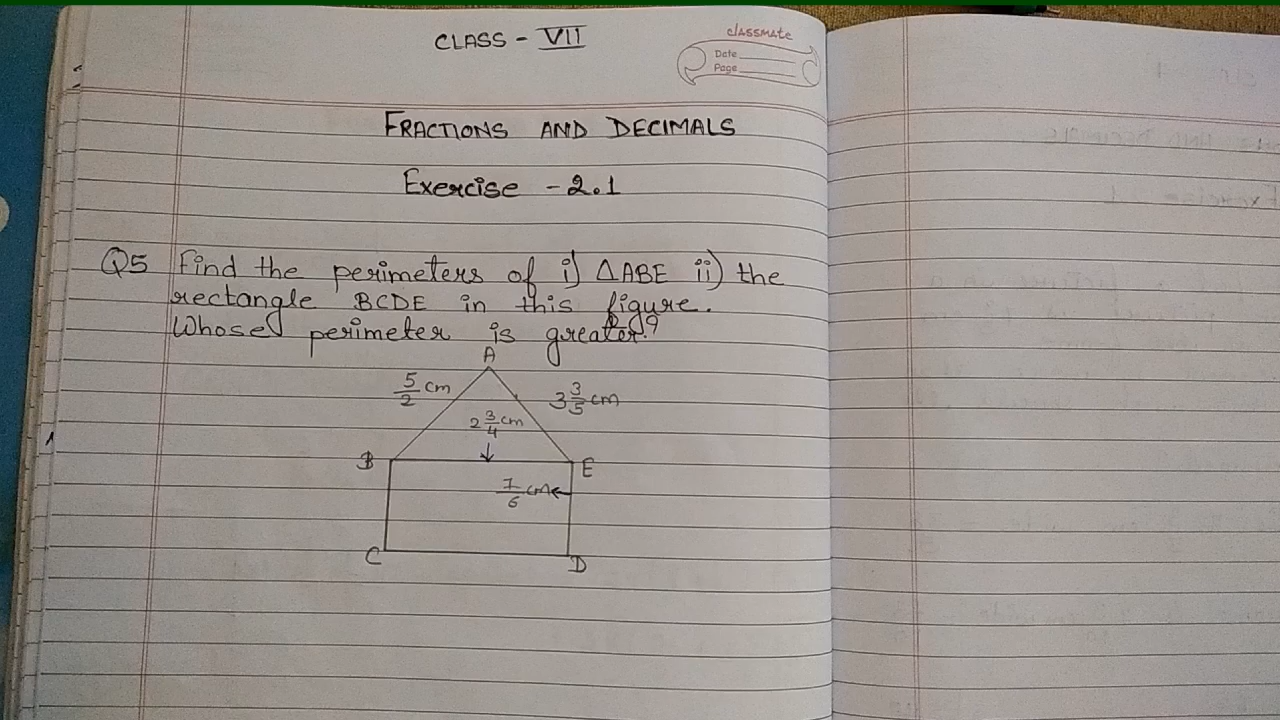 CLASS - VII
classmate
Date
Page
FRACTIONS AND DECIMALS
Exercise - 2.1
Q5 Find the perimeters of i) △ABE ii) the
rectangle BCDE in this figure.
Whose perimeter is greater?
A
5/2 cm
3 3/5 cm
2 3/4 cm
↓
B
E
7/6 cm←
C
D